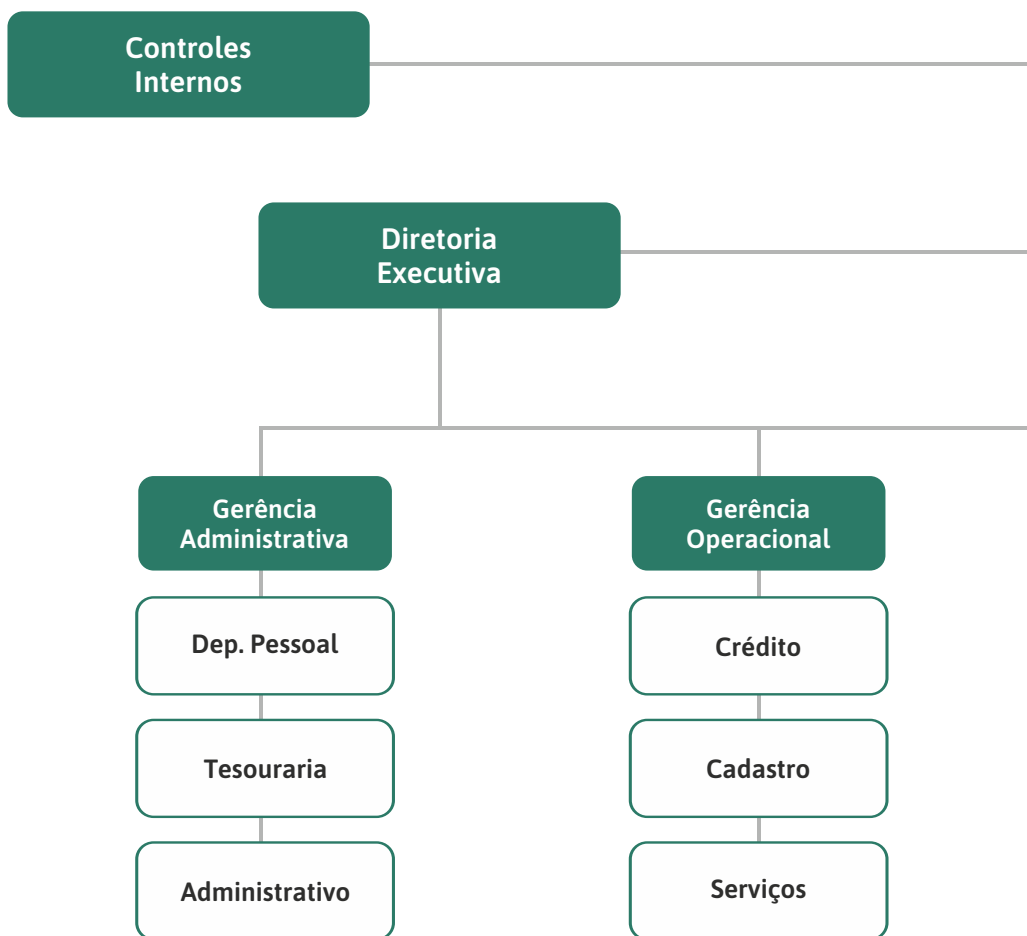 Controles
Internos
Diretoria
Executiva
Gerência
Administrativa
Gerência
Operacional
Dep. Pessoal
Crédito
Tesouraria
Cadastro
Administrativo
Serviços